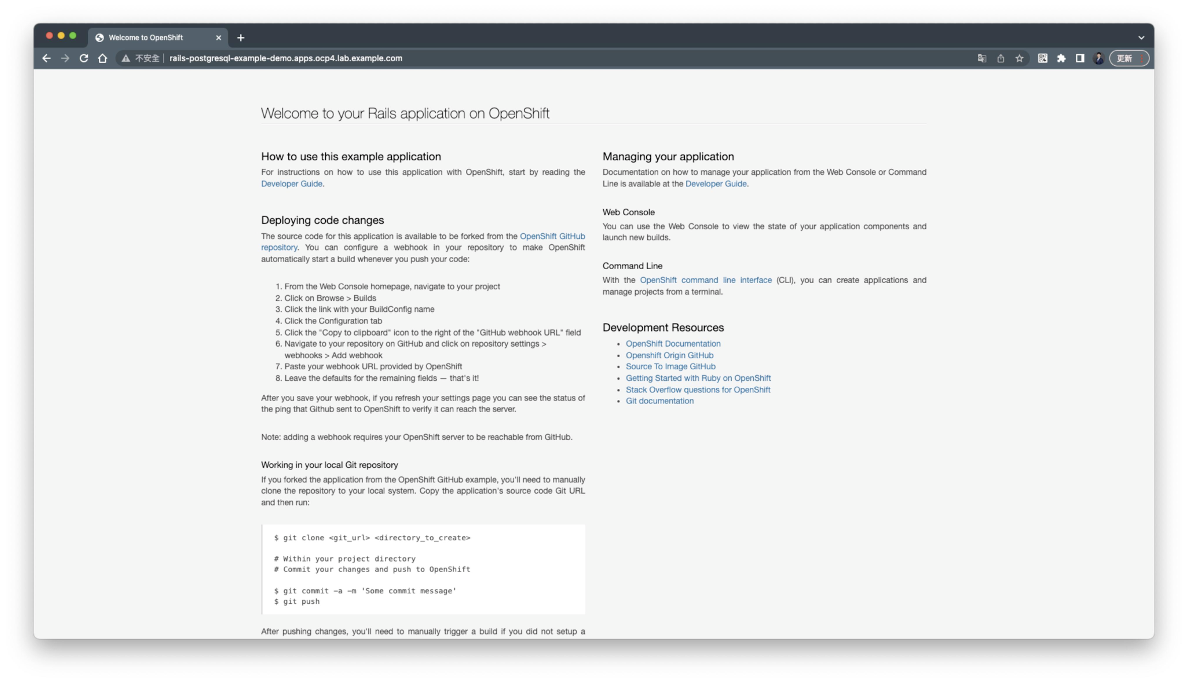 Welcome to OpenShift
不安全
rails-postgresql-example-demo.apps.ocp4.lab.example.com
更新
Welcome to your Rails application on OpenShift
How to use this example application
For instructions on how to use this application with OpenShift, start by reading the
Developer Guide.
Deploying code changes
The source code for this application is available to be forked from the OpenShift GitHub
repository. You can configure a webhook in your repository to make OpenShift
automatically start a build whenever you push your code:
1. From the Web Console homepage, navigate to your project
2. Click on Browse > Builds
3. Click the link with your BuildConfig name
4. Click the Configuration tab
5. Click the "Copy to clipboard" icon to the right of the "GitHub webhook URL" field
6. Navigate to your repository on GitHub and click on repository settings >
webhooks > Add webhook
7. Paste your webhook URL provided by OpenShift
8. Leave the defaults for the remaining fields — that's it!
After you save your webhook, if you refresh your settings page you can see the status of
the ping that Github sent to OpenShift to verify it can reach the server.
Note: adding a webhook requires your OpenShift server to be reachable from GitHub.
Working in your local Git repository
If you forked the application from the OpenShift GitHub example, you'll need to manually
clone the repository to your local system. Copy the application's source code Git URL
and then run:
$ git clone <git_url> <directory_to_create>
# Within your project directory
# Commit your changes and push to OpenShift
$ git commit -a -m 'Some commit message'
$ git push
After pushing changes, you'll need to manually trigger a build if you did not setup a
Managing your application
Documentation on how to manage your application from the Web Console or Command
Line is available at the Developer Guide.
Web Console
You can use the Web Console to view the state of your application components and
launch new builds.
Command Line
With the OpenShift command line interface (CLI), you can create applications and
manage projects from a terminal.
Development Resources
• OpenShift Documentation
• Openshift Origin GitHub
• Source To Image GitHub
• Getting Started with Ruby on OpenShift
• Stack Overflow questions for OpenShift
• Git documentation